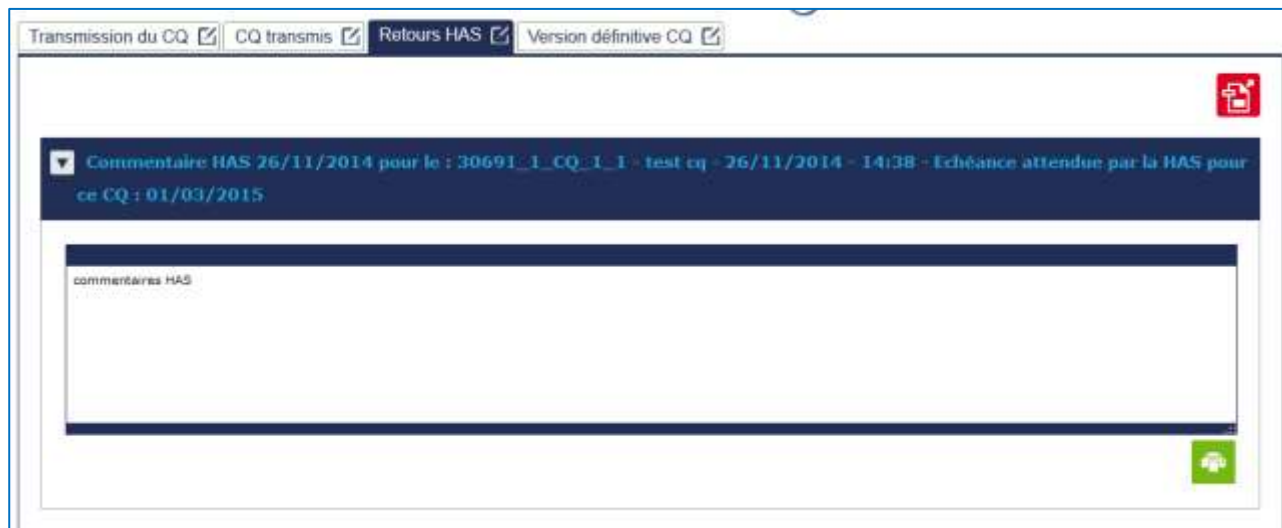 Transmission du CQ
CQ transmis
Retours HAS
Version définitive CQ
Commentaire HAS 26/11/2014 pour le : 30691_1_CQ_1_1 - test cq - 26/11/2014 - 14:38 - Echéance attendue par la HAS pour
ce CQ : 01/03/2015
commentaires HAS